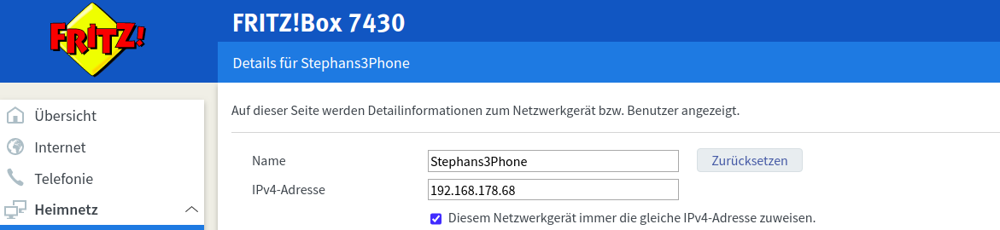 FRITZ!
FRITZ!Box 7430
Details für Stephans3Phone
Übersicht
Internet
Telefonie
Heimnetz
Auf dieser Seite werden Detailinformationen zum Netzwerkgerät bzw. Benutzer angezeigt.
Name Stephans3Phone Zurücksetzen
IPv4-Adresse 192.168.178.68
Diesem Netzwerkgerät immer die gleiche IPv4-Adresse zuweisen.